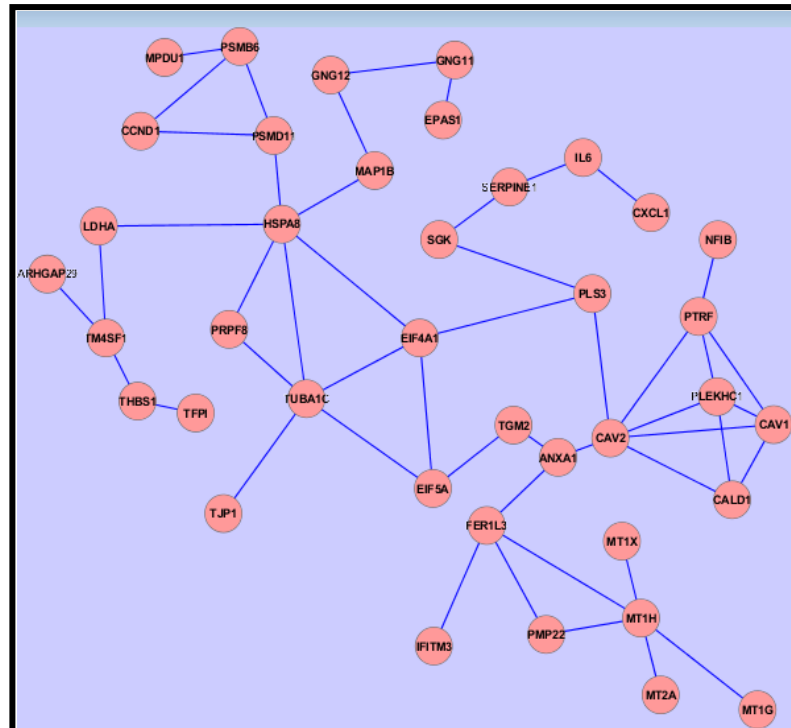 PSMB6
MPDU1
GNG11
GNG12
EPAS1
CCND1
PSMD11
IL6
MAP1B
SERPINE1
CXCL1
HSPA8
LDHA
SGK
NFIB
ARHGAP29
PLS3
PTRF
PRPF8
EIF4A1
TM4SF1
PLEKHC1
THBS1
TFPI
TUBA1C
TGM2
CAV2
CAV1
ANXA1
EIF5A
CALD1
TJP1
FER1L3
MT1X
MT1H
PMP22
IFITM3
MT2A
MT1G